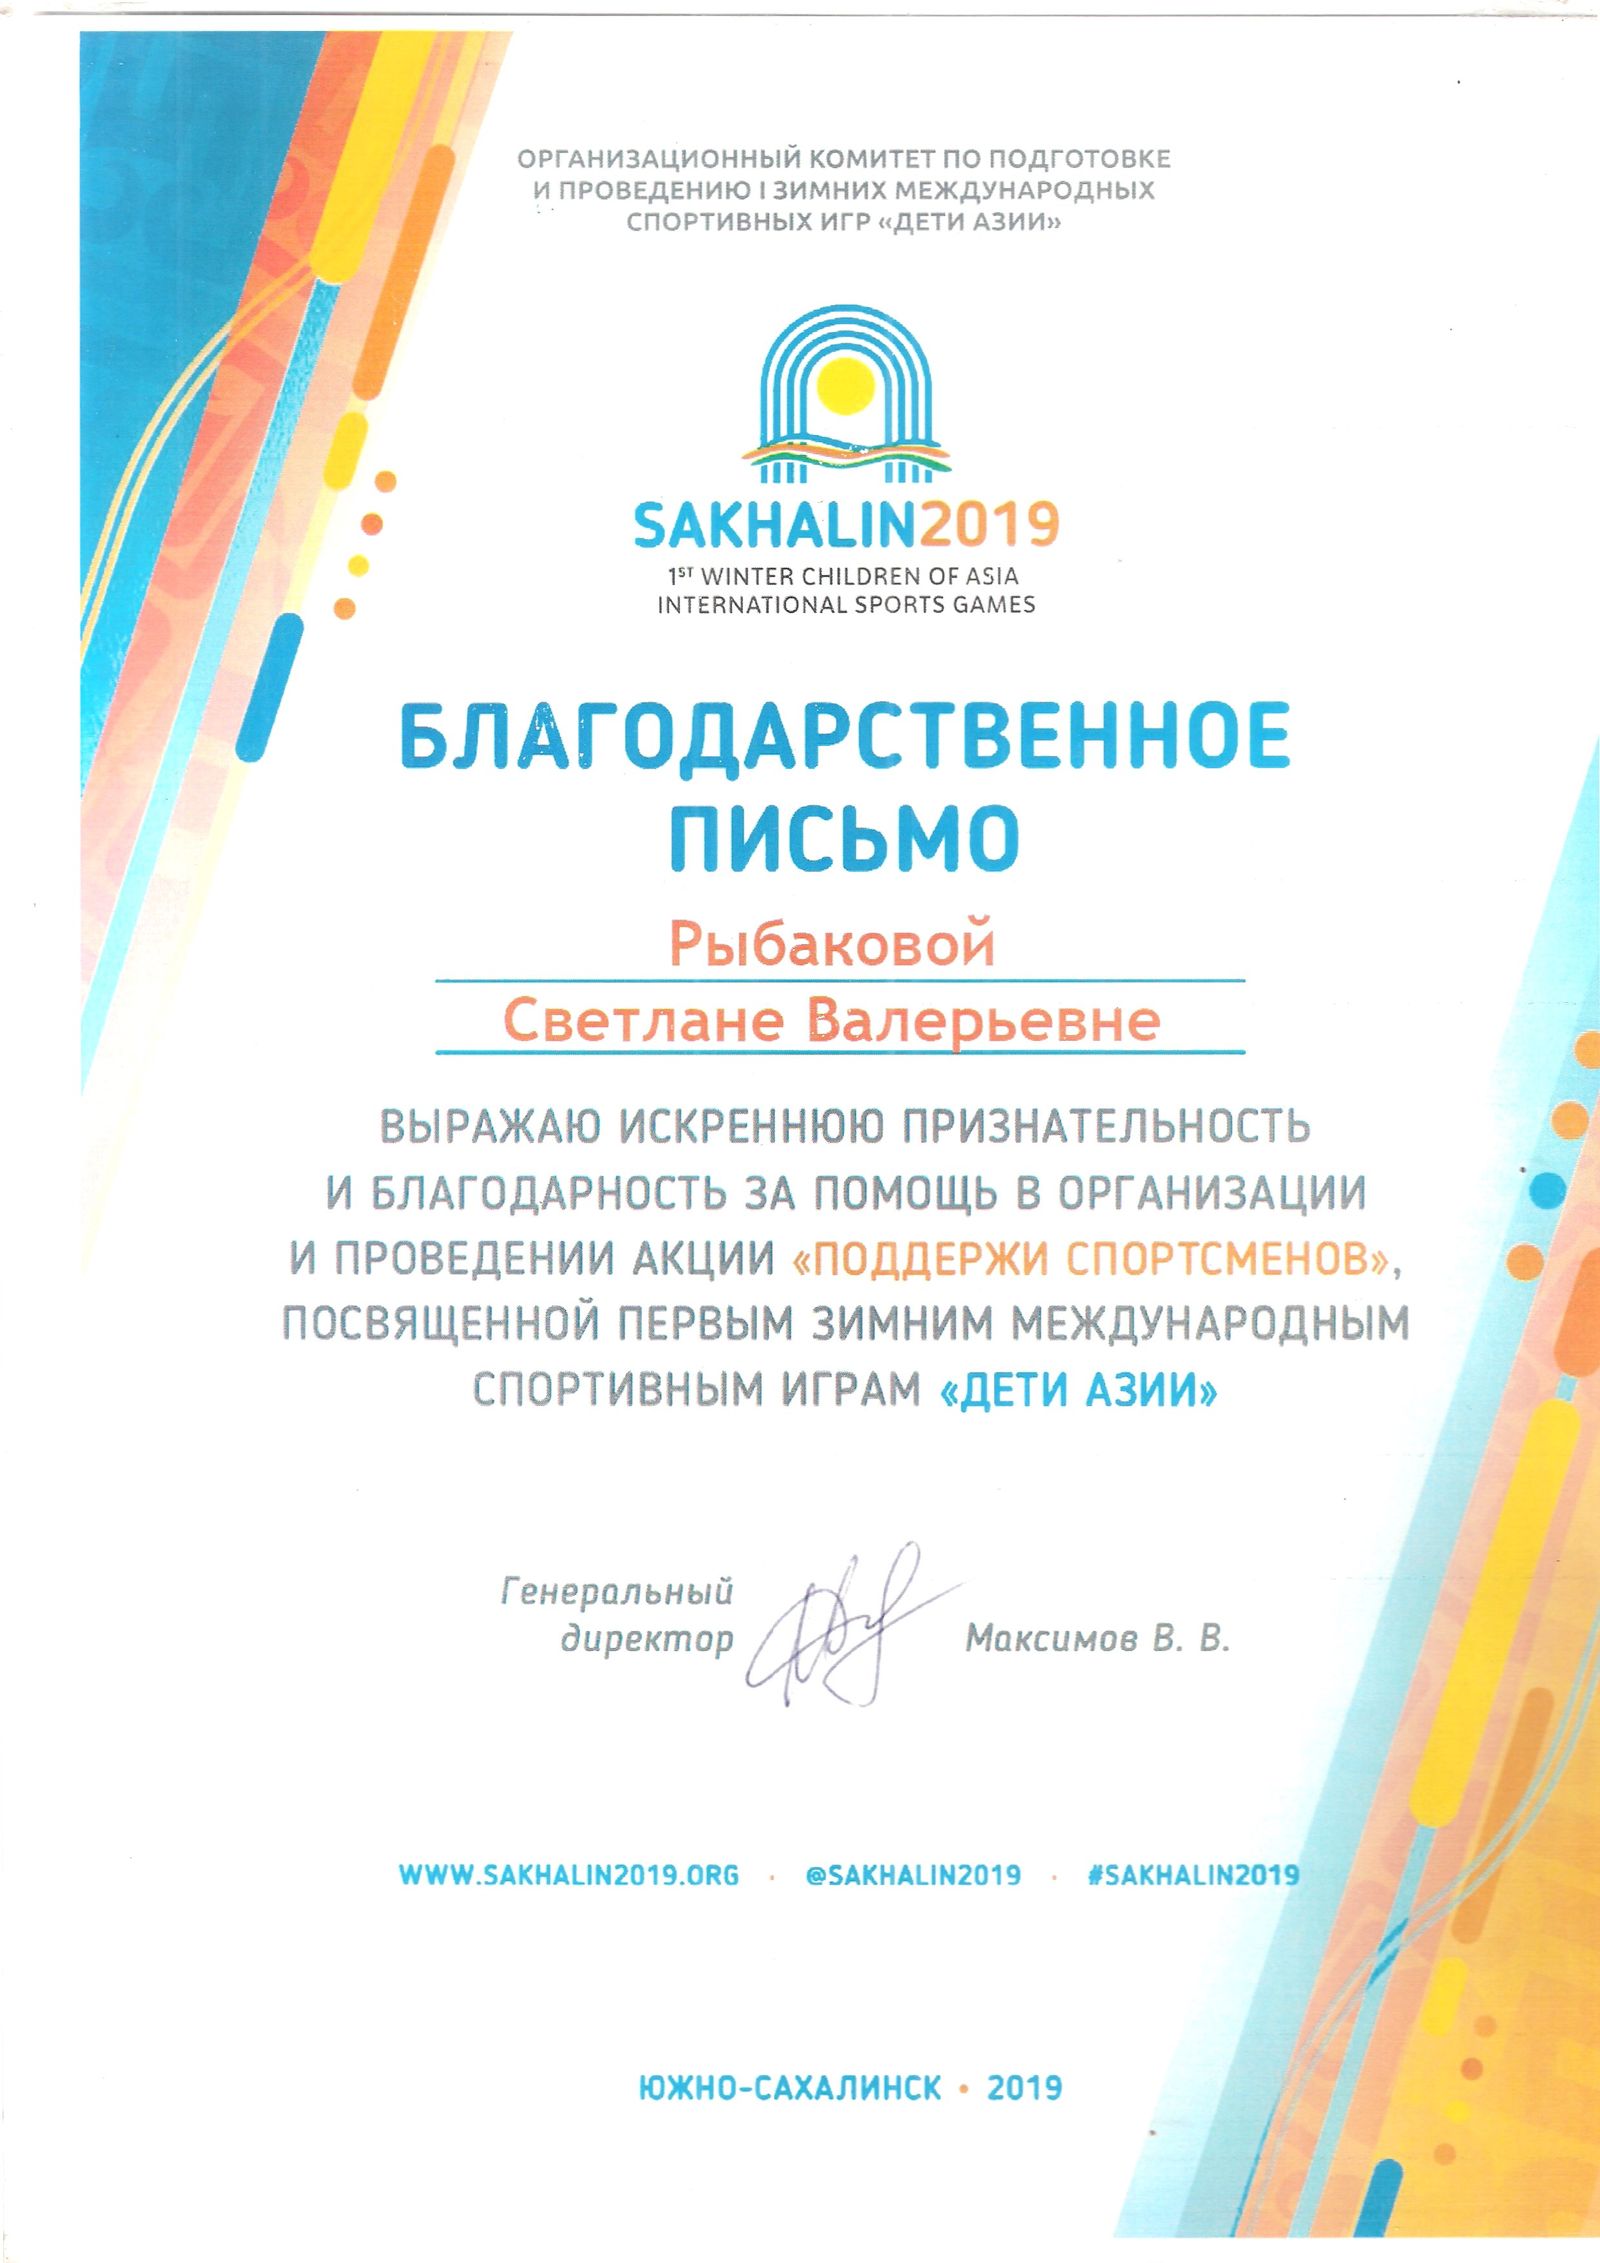 ОРГАНИЗАЦИОННЫЙ КОМИТЕТ ПО ПОДГОТОВКЕ
И ПРОВЕДЕНИЮ I ЗИМНИХ МЕЖДУНАРОДНЫХ
СПОРТИВНЫХ ИГР «ДЕТИ АЗИИ»
SAKHALIN2019
1ST WINTER CHILDREN OF ASIA
INTERNATIONAL SPORTS GAMES
БЛАГОДАРСТВЕННОЕ
ПИСЬМО
Рыбаковой
Светлане Валерьевне
ВЫРАЖАЮ ИСКРЕННЮЮ ПРИЗНАТЕЛЬНОСТЬ
И БЛАГОДАРНОСТЬ ЗА ПОМОЩЬ В ОРГАНИЗАЦИИ
И ПРОВЕДЕНИИ АКЦИИ «ПОДДЕРЖИ СПОРТСМЕНОВ»,
ПОСВЯЩЕННОЙ ПЕРВЫМ ЗИМНИМ МЕЖДУНАРОДНЫМ
СПОРТИВНЫМ ИГРАМ «ДЕТИ АЗИИ»
Генеральный
директор Максимов В. В.
WWW.SAKHALIN2019.ORG · @SAKHALIN2019 · #SAKHALIN2019
ЮЖНО-САХАЛИНСК • 2019